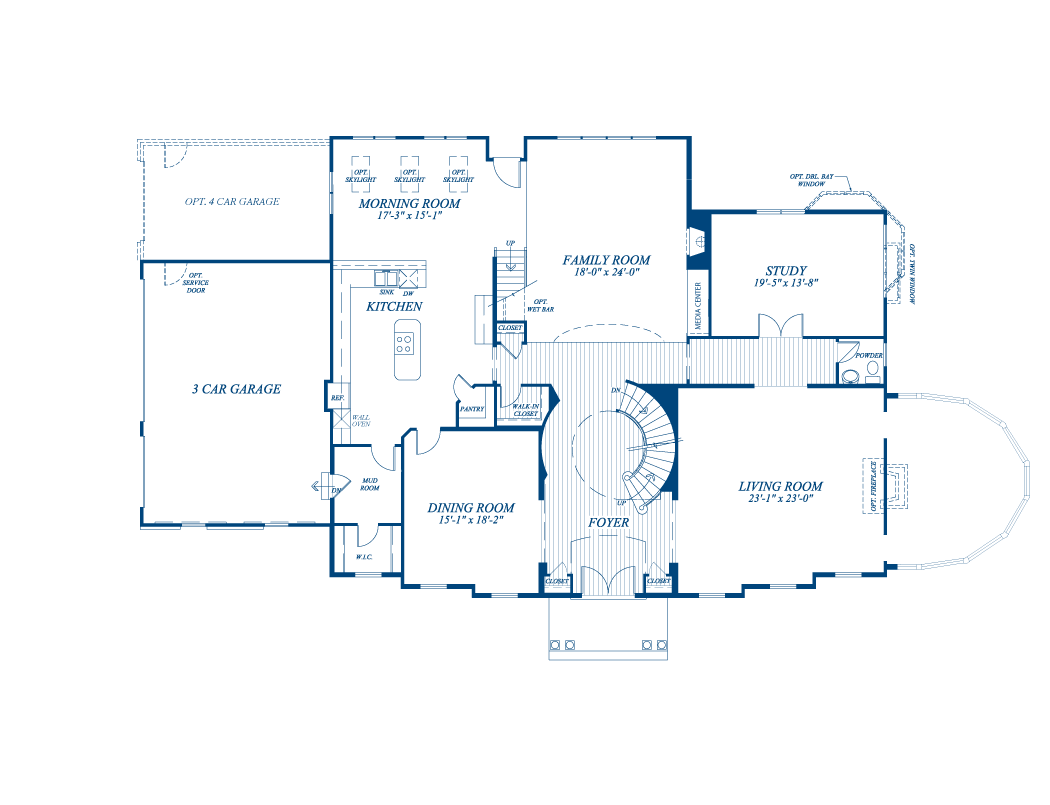 OPT. 4 CAR GARAGE
OPT.
SKYLIGHT
OPT.
SKYLIGHT
OPT.
SKYLIGHT
MORNING ROOM
17'-3" x 15'-1"
OPT. DBL. BAY
WINDOW
UP
FAMILY ROOM
18'-0" x 24'-0"
STUDY
19'-5" x 13'-8"
OPT. TWIN WINDOW
OPT.
SERVICE
DOOR
SINK
DW
KITCHEN
OPT.
WET BAR
MEDIA CENTER
CLOSET
POWDER
3 CAR GARAGE
REF.
WALL
OVEN
PANTRY
WALK-IN
CLOSET
DN
MUD
ROOM
DN
DINING ROOM
15'-1" x 18'-2"
UP
FOYER
LIVING ROOM
23'-1" x 23'-0"
OPT. FIREPLACE
W.I.C.
CLOSET
CLOSET